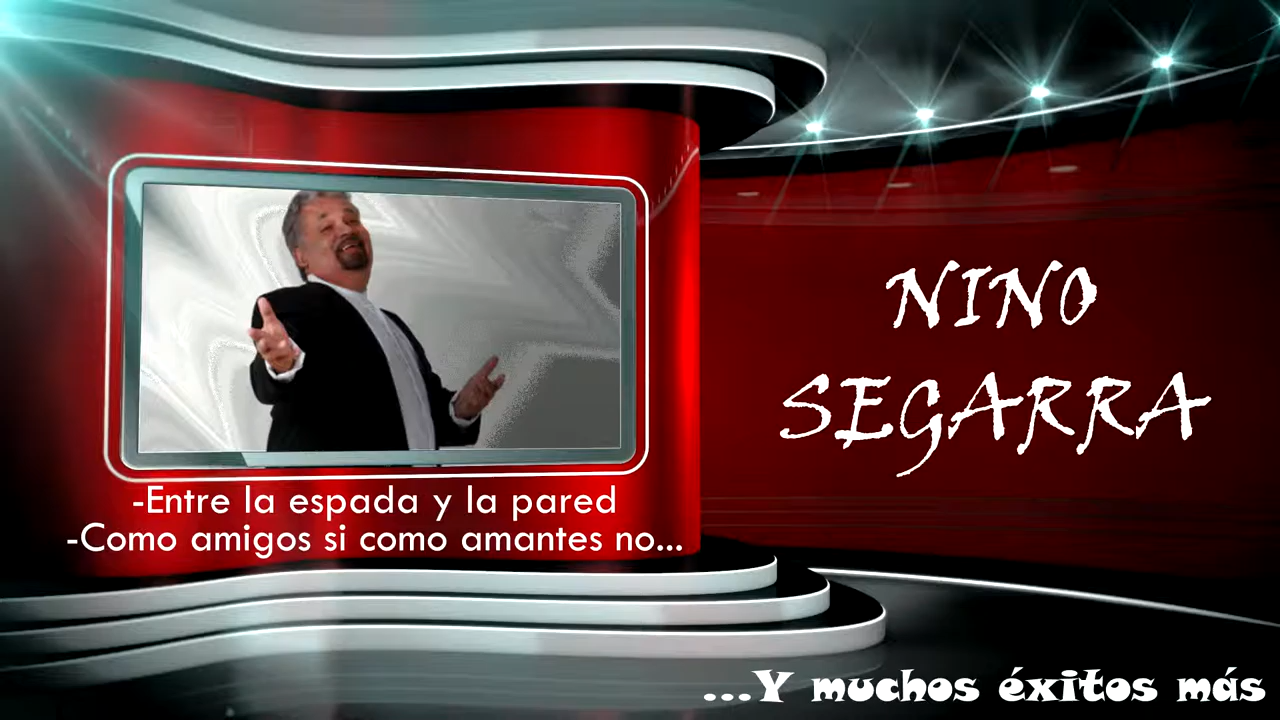 NINO
SEGARRA
-Entre la espada y la pared
-Como amigos si como amantes no...
...Y muchos éxitos más